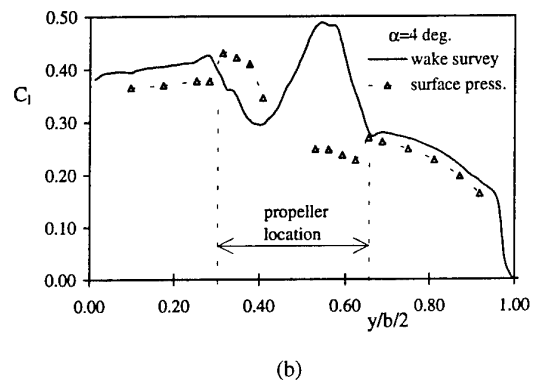 0.50
α=4 deg.
wake survey
surface press.
0.40
C_l
0.30
0.20
propeller
location
0.10
0.00
0.00 0.20 0.40 0.60 0.80 1.00
y/b/2
(b)